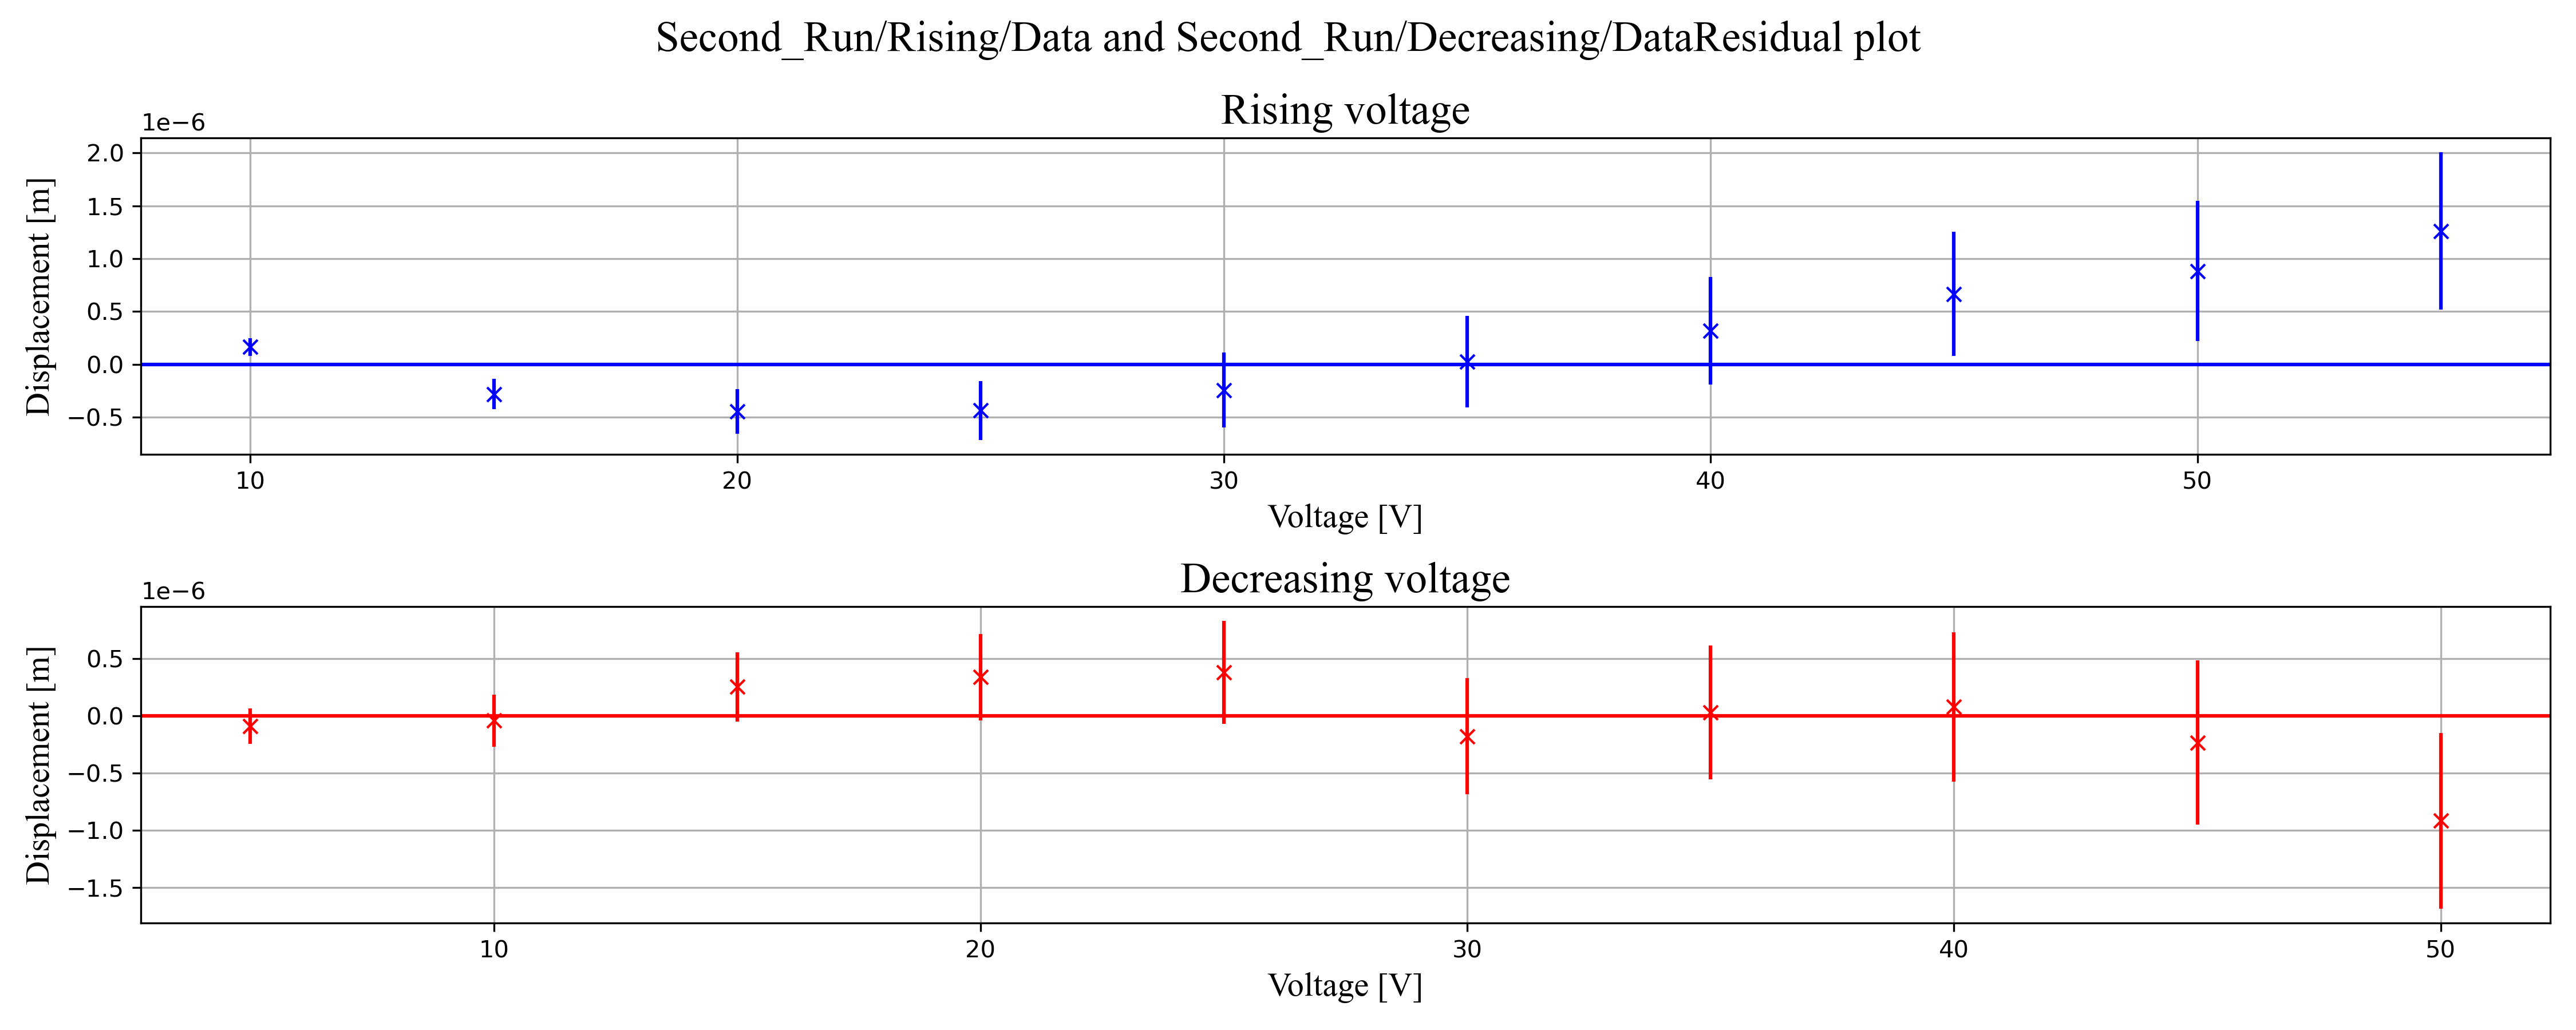 Second_Run/Rising/Data and Second_Run/Decreasing/DataResidual plot
Rising voltage
1e−6
Displacement [m]
2.0
1.5
1.0
0.5
0.0
−0.5
10 20 30 40 50
Voltage [V]
Decreasing voltage
1e−6
Displacement [m]
0.5
0.0
−0.5
−1.0
−1.5
10 20 30 40 50
Voltage [V]